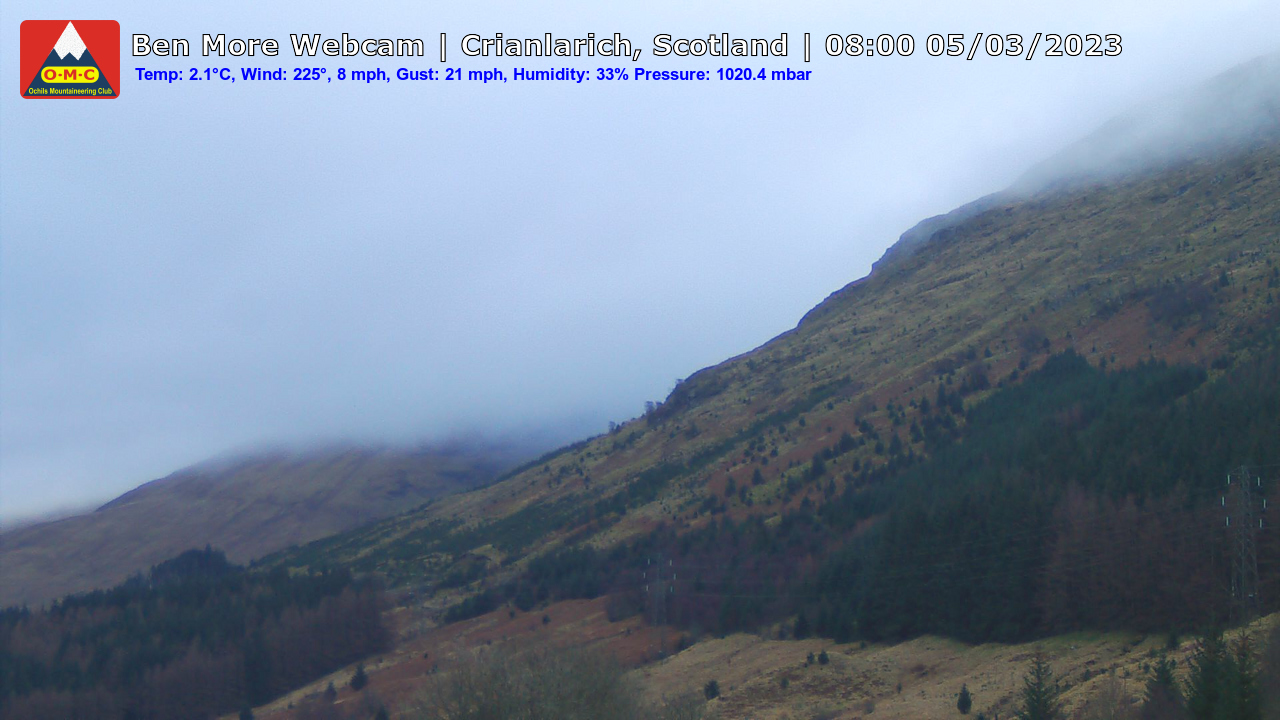 Ben More Webcam | Crianlarich, Scotland | 08:00 05/03/2023
Temp: 2.1°C, Wind: 225°, 8 mph, Gust: 21 mph, Humidity: 33% Pressure: 1020.4 mbar
O-M-C
Ochils Mountaineering Club